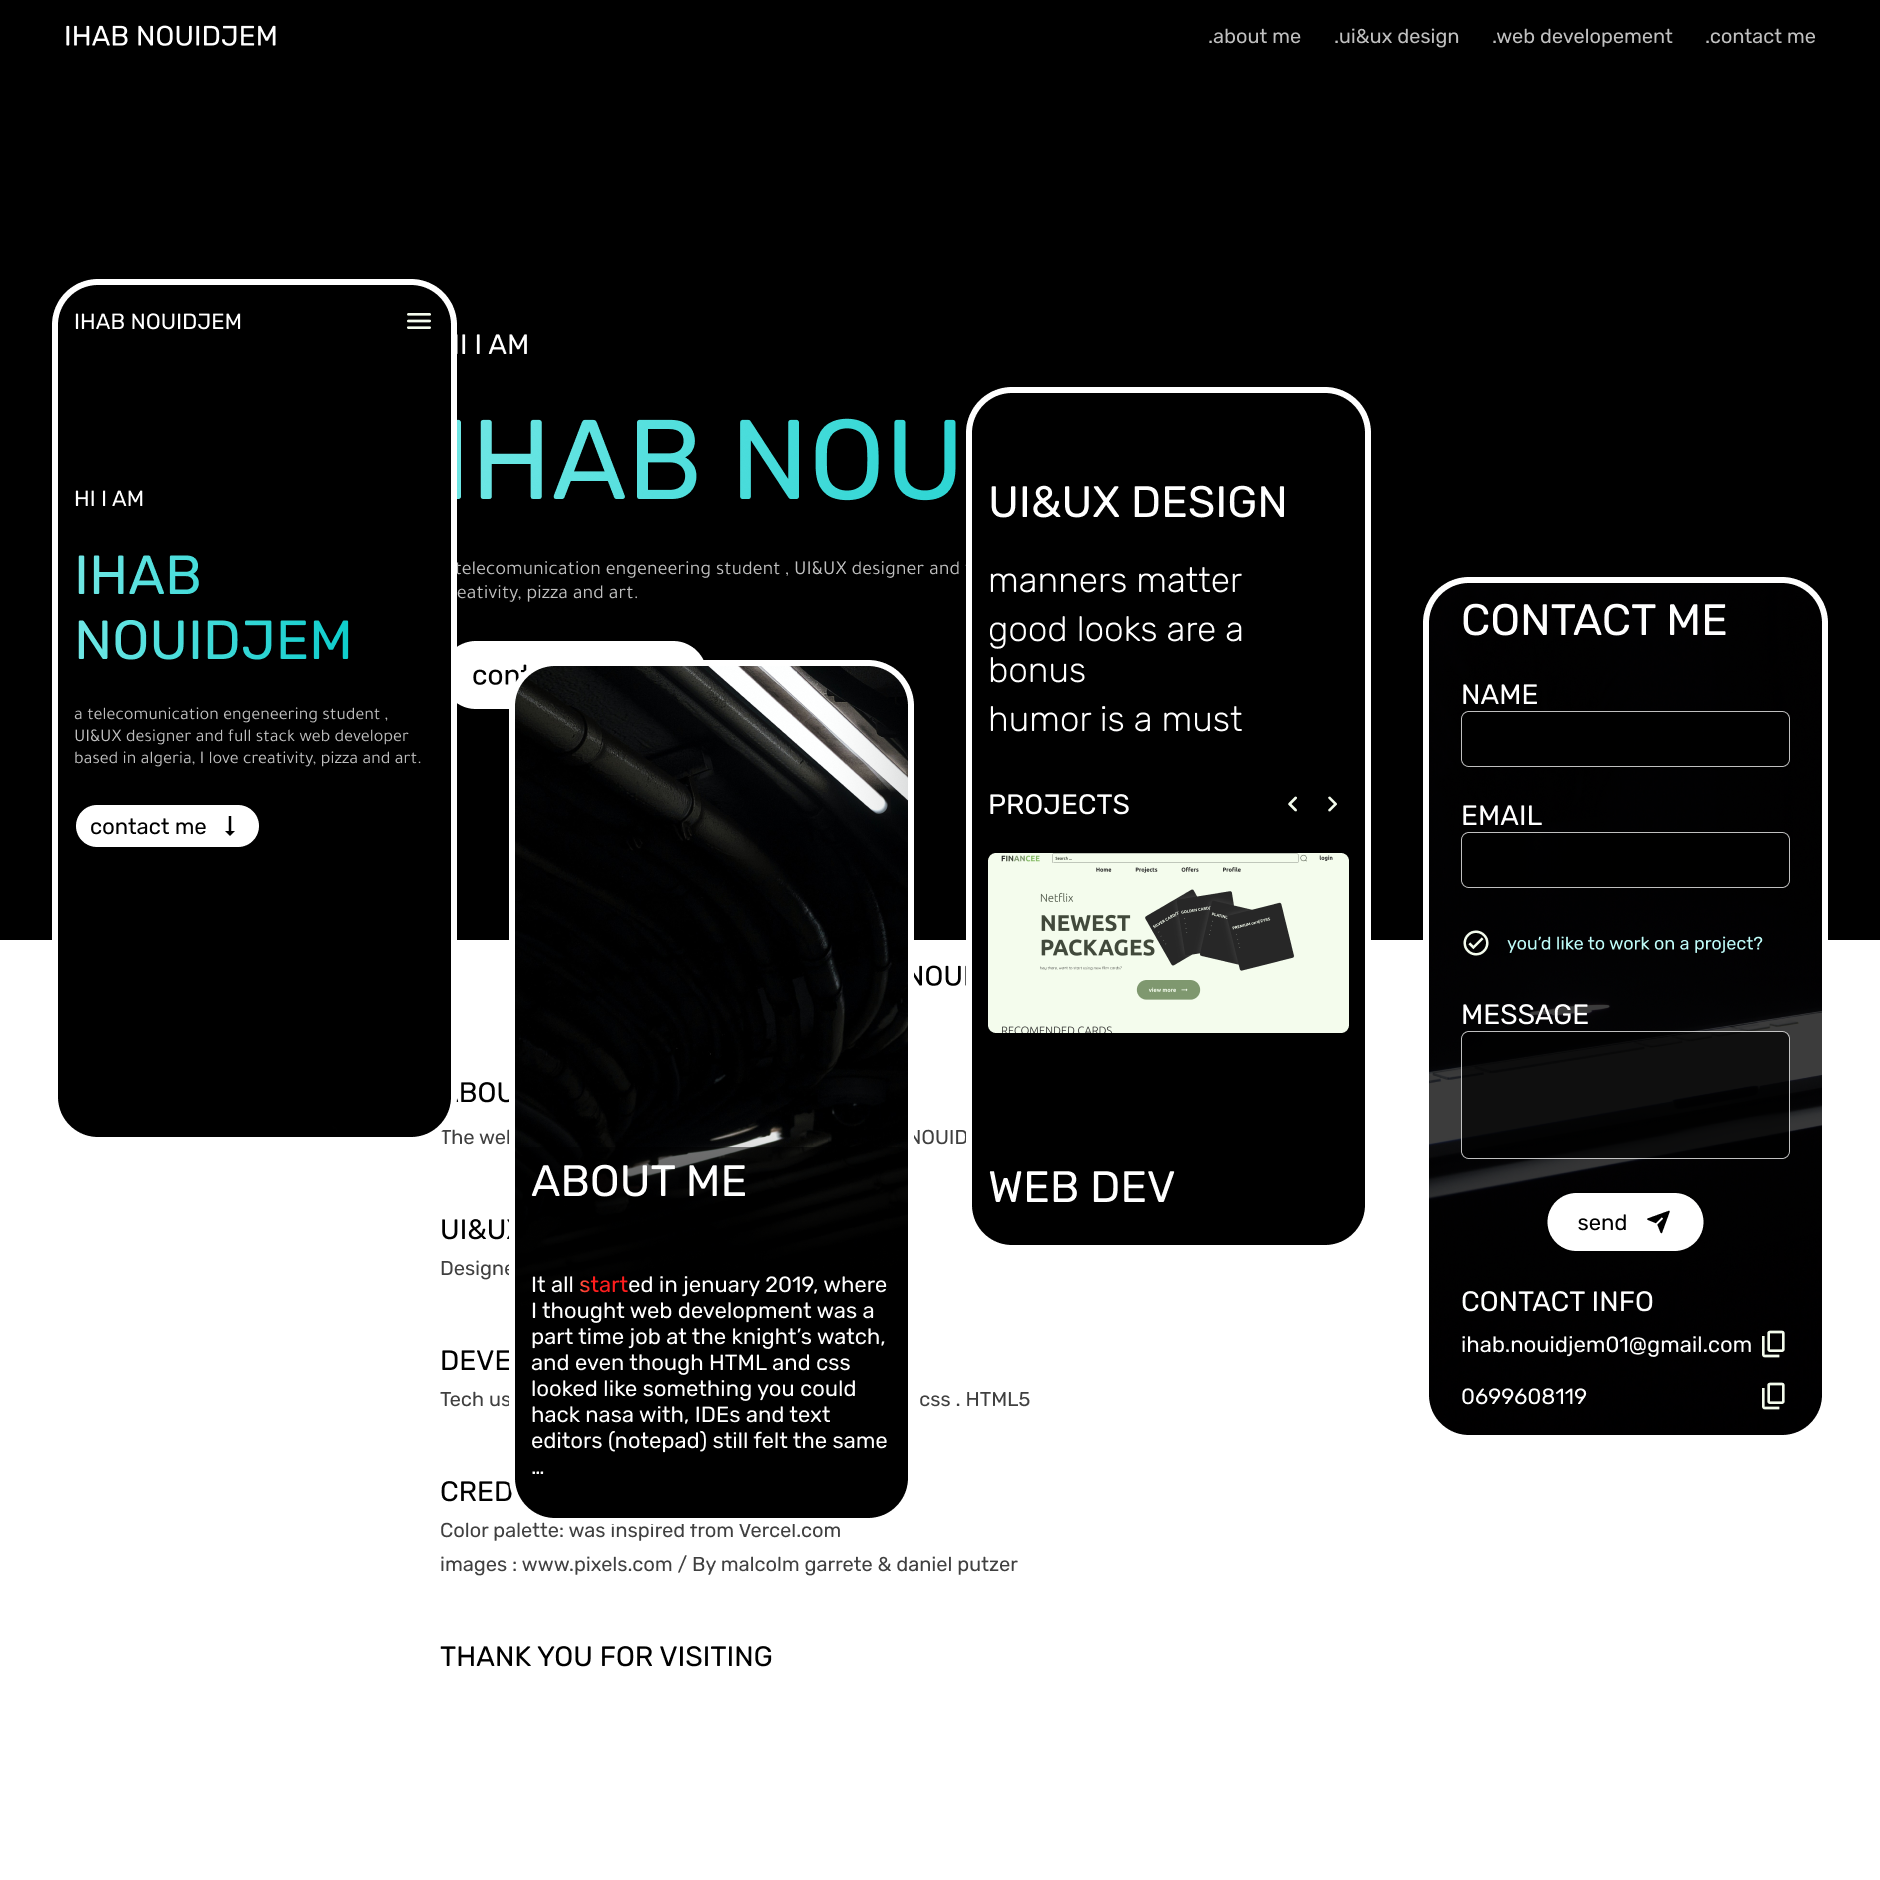 IHAB NOUIDJEM
.about me .ui&ux design .web developement .contact me
IHAB NOUIDJEM
HI I AM
IHAB
NOUIDJEM
a telecomunication engeneering student ,
UI&UX designer and full stack web developer
based in algeria, I love creativity, pizza and art.
contact me
I I AM
IHAB NOU
telecomunication engeneering student , UI&UX designer and
eativity, pizza and art.
cont
ABOUT ME
It all started in jenuary 2019, where
I thought web development was a
part time job at the knight's watch,
and even though HTML and css
looked like something you could
hack nasa with, IDEs and text
editors (notepad) still felt the same
...
UI&UX DESIGN
manners matter
good looks are a
bonus
humor is a must
PROJECTS
FINANCEE
Search ...
login
Home Projects Offers Profile
Netflix
NEWEST
PACKAGES
view more
RECOMENDED CARDS
WEB DEV
CONTACT ME
NAME
EMAIL
you'd like to work on a project?
MESSAGE
send
CONTACT INFO
ihab.nouidjem01@gmail.com
0699608119
NOUI
BOU
The we NOUID
UI&U
Designe
DEVE
Tech us css . HTML5
CRED
Color palette: was inspired from Vercel.com
images : www.pixels.com / By malcolm garrete & daniel putzer
THANK YOU FOR VISITING